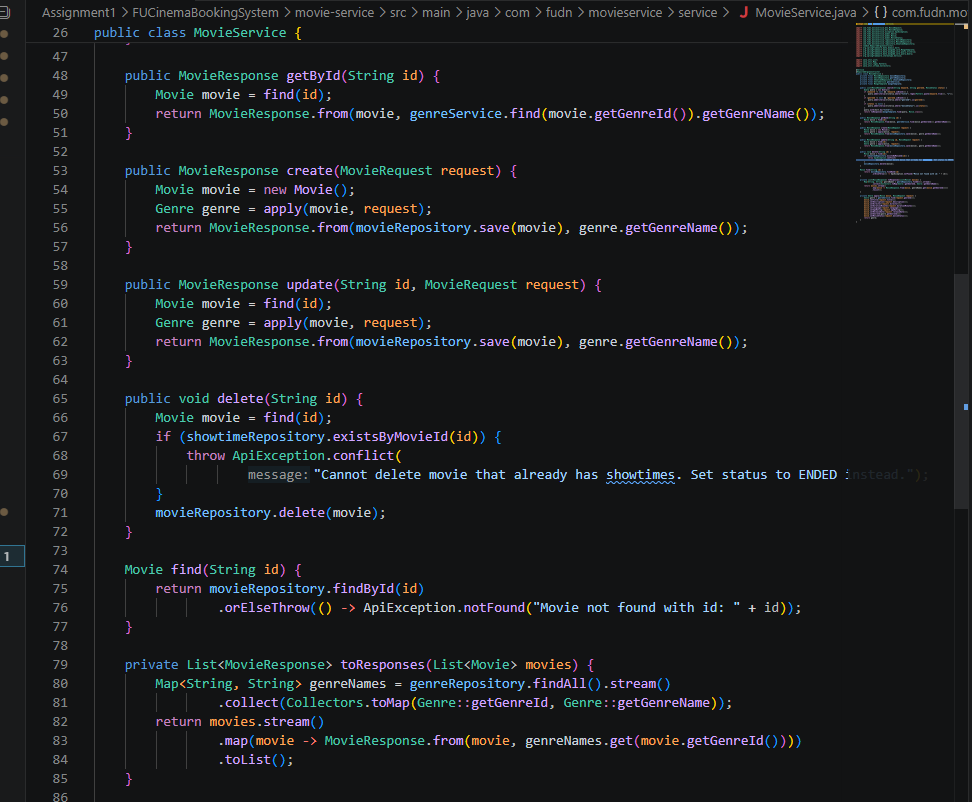 Assignment1 > FUCinemaBookingSystem > movie-service > src > main > java > com > fudn > movieservice > service > J MovieService.java > {} com.fudn.mo
26 public class MovieService {
47
48 public MovieResponse getById(String id) {
49 Movie movie = find(id);
50 return MovieResponse.from(movie, genreService.find(movie.getGenreId()).getGenreName());
51 }
52
53 public MovieResponse create(MovieRequest request) {
54 Movie movie = new Movie();
55 Genre genre = apply(movie, request);
56 return MovieResponse.from(movieRepository.save(movie), genre.getGenreName());
57 }
58
59 public MovieResponse update(String id, MovieRequest request) {
60 Movie movie = find(id);
61 Genre genre = apply(movie, request);
62 return MovieResponse.from(movieRepository.save(movie), genre.getGenreName());
63 }
64
65 public void delete(String id) {
66 Movie movie = find(id);
67 if (showtimeRepository.existsByMovieId(id)) {
68 throw ApiException.conflict(
69 message: "Cannot delete movie that already has showtimes. Set status to ENDED instead.");
70 }
71 movieRepository.delete(movie);
72 }
73
1
74 Movie find(String id) {
75 return movieRepository.findById(id)
76 .orElseThrow(() -> ApiException.notFound("Movie not found with id: " + id));
77 }
78
79 private List<MovieResponse> toResponses(List<Movie> movies) {
80 Map<String, String> genreNames = genreRepository.findAll().stream()
81 .collect(Collectors.toMap(Genre::getGenreId, Genre::getGenreName));
82 return movies.stream()
83 .map(movie -> MovieResponse.from(movie, genreNames.get(movie.getGenreId())))
84 .toList();
85 }
86